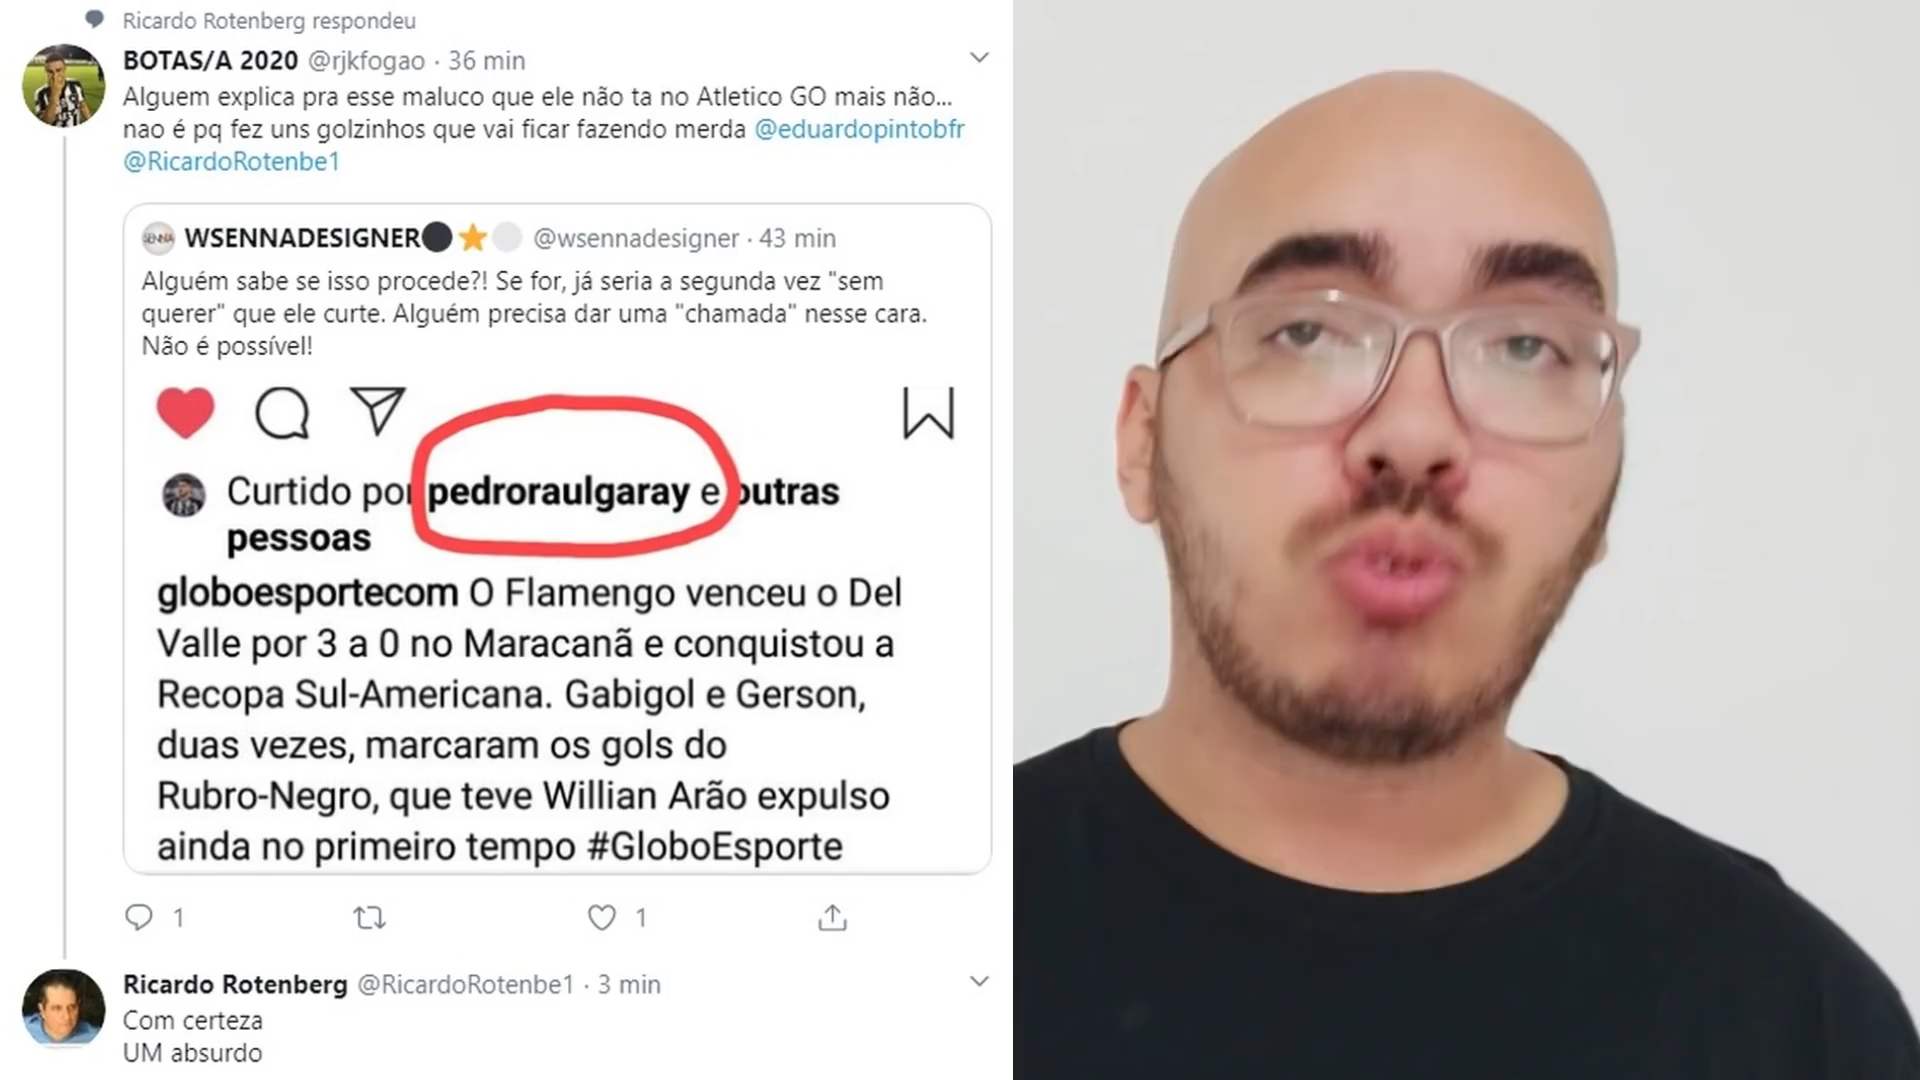 Ricardo Rotenberg respondeu
BOTAS/A 2020 @rjkfogao · 36 min
Alguem explica pra esse maluco que ele não ta no Atletico GO mais não...
nao é pq fez uns golzinhos que vai ficar fazendo merda @eduardopintobfr
@RicardoRotenbe1
SENNA WSENNADESIGNER⚫⭐⚪ @wsennadesigner · 43 min
Alguém sabe se isso procede?! Se for, já seria a segunda vez "sem
querer" que ele curte. Alguém precisa dar uma "chamada" nesse cara.
Não é possível!
Curtido por pedroraulgaray e outras
pessoas
globoesportecom O Flamengo venceu o Del
Valle por 3 a 0 no Maracanã e conquistou a
Recopa Sul-Americana. Gabigol e Gerson,
duas vezes, marcaram os gols do
Rubro-Negro, que teve Willian Arão expulso
ainda no primeiro tempo #GloboEsporte
1 1
Ricardo Rotenberg @RicardoRotenbe1 · 3 min
Com certeza
UM absurdo